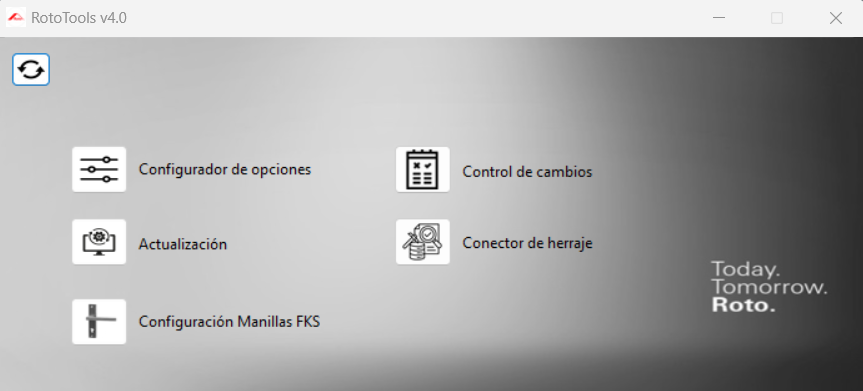 RotoTools v4.0
Configurador de opciones
Control de cambios
Actualización
Conector de herraje
Configuración Manillas FKS
Today.
Tomorrow.
Roto.